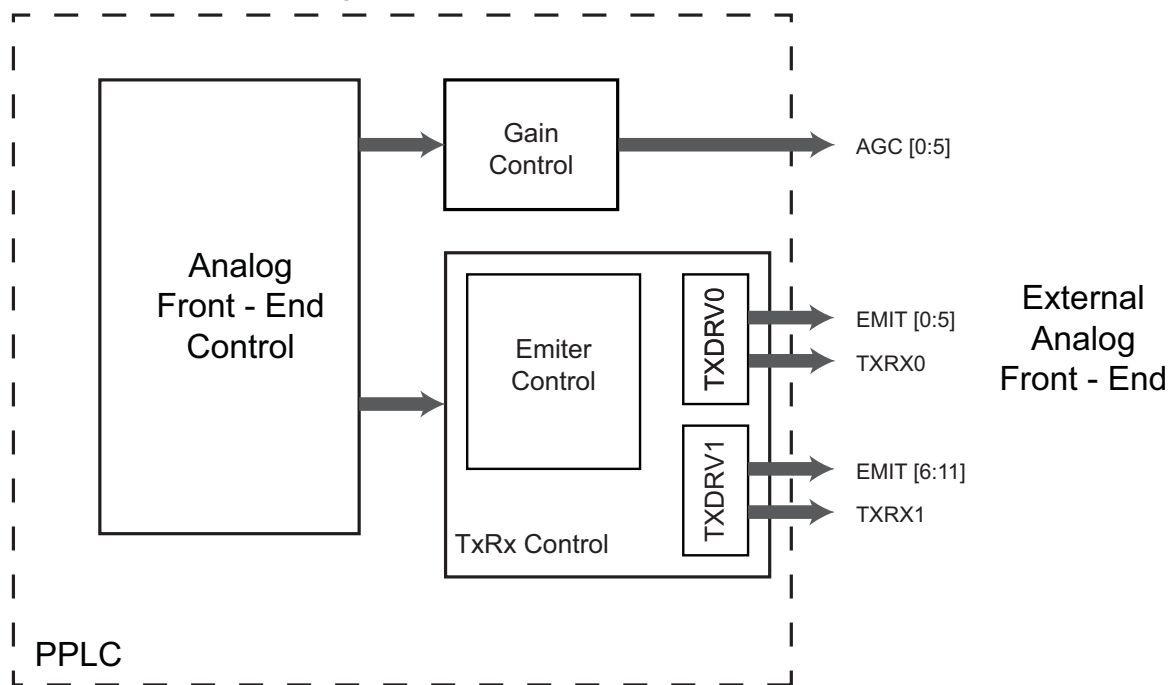 Analog
Front - End
Control
Gain
Control
AGC [0:5]
Emiter
Control
TXDRV0
EMIT [0:5]
TXRX0
TXDRV1
EMIT [6:11]
TXRX1
TxRx Control
External
Analog
Front - End
PPLC